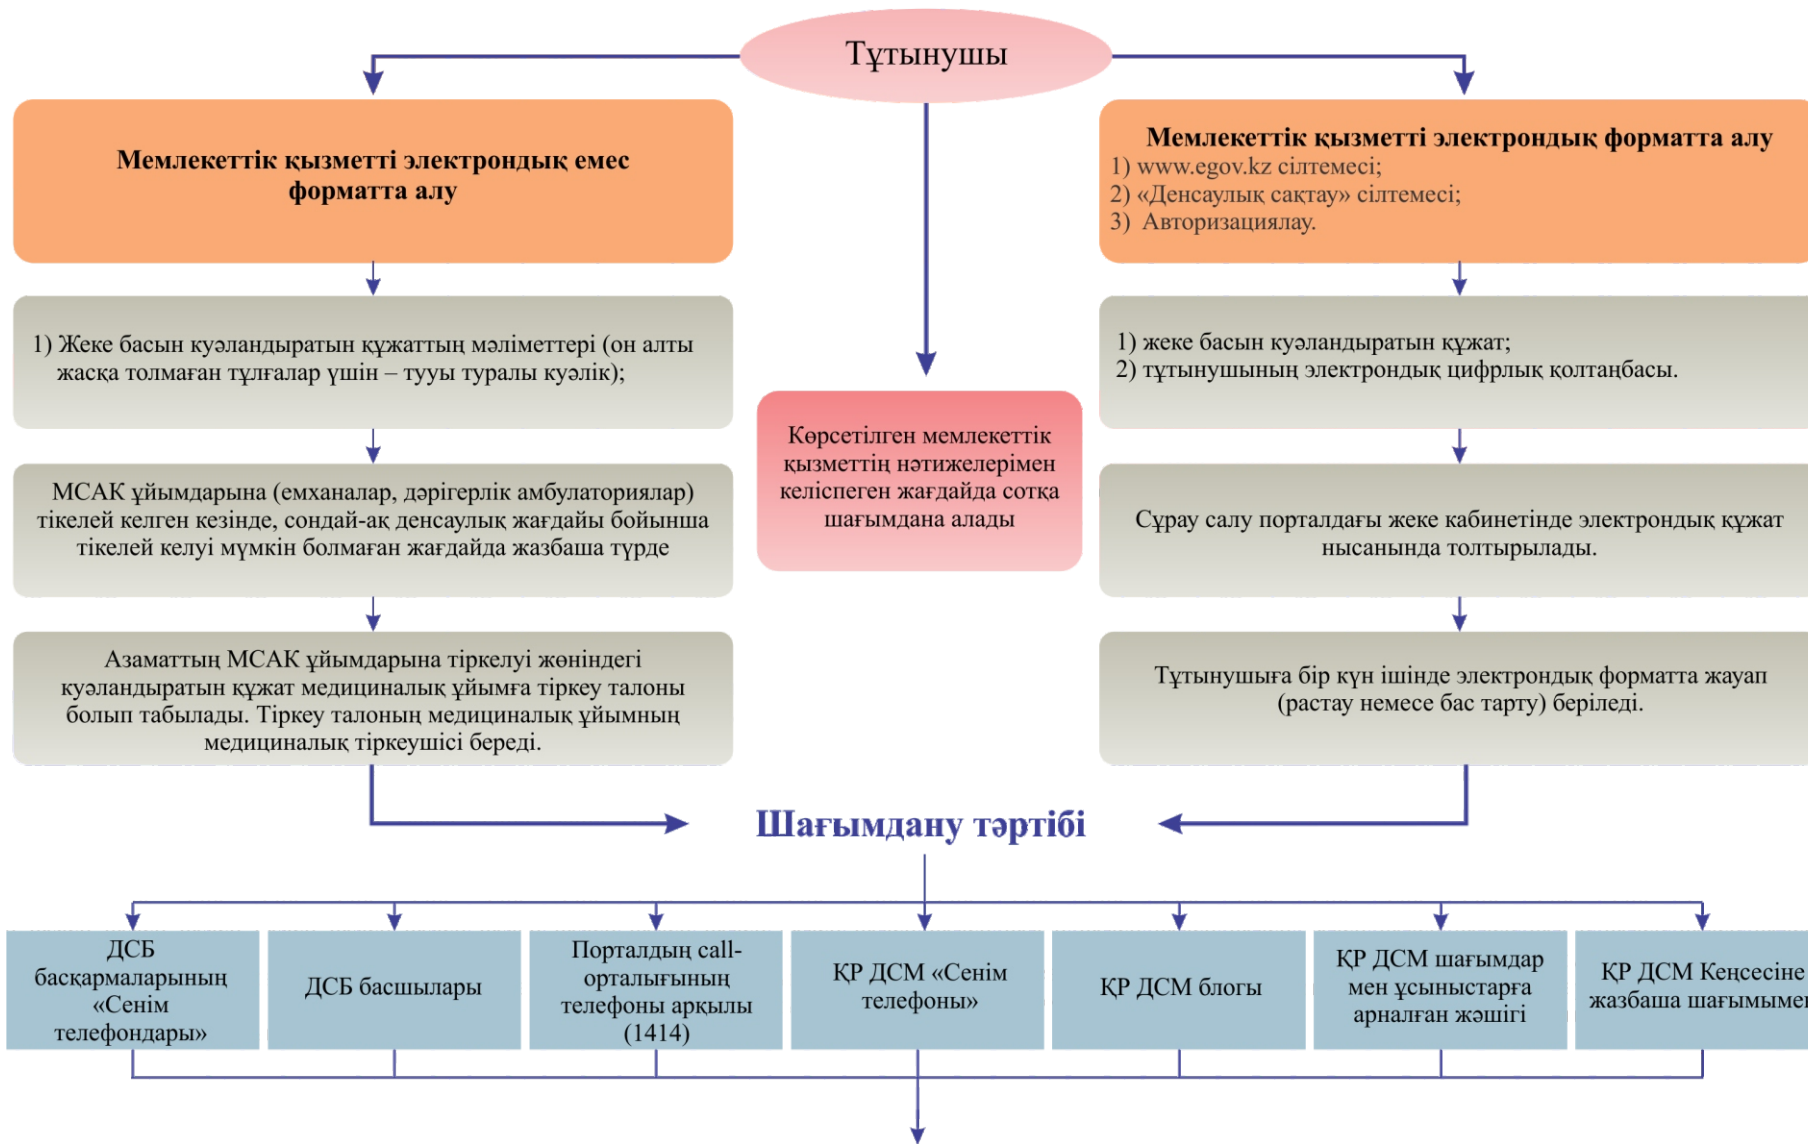 Тұтынушы
Мемлекеттік қызметті электрондық емес
форматта алу
1) Жеке басын куәландыратын құжаттың мәліметтері (он алты
жасқа толмаған тұлғалар үшін – тууы туралы куәлік);
МСАК ұйымдарына (емханалар, дәрігерлік амбулаториялар)
тікелей келген кезінде, сондай-ақ денсаулық жағдайы бойынша
тікелей келуі мүмкін болмаған жағдайда жазбаша түрде
Азаматтың МСАК ұйымдарына тіркелуі жөніндегі
куәландыратын құжат медициналық ұйымға тіркеу талоны
болып табылады. Тіркеу талоның медициналық ұйымның
медициналық тіркеушісі береді.
Көрсетілген мемлекеттік
қызметтің нәтижелерімен
келіспеген жағдайда сотқа
шағымдана алады
Мемлекеттік қызметті электрондық форматта алу
1) www.egov.kz сілтемесі;
2) «Денсаулық сақтау» сілтемесі;
3) Авторизациялау.
1) жеке басын куәландыратын құжат;
2) тұтынушының электрондық цифрлық қолтаңбасы.
Сұрау салу порталдағы жеке кабинетінде электрондық құжат
нысанында толтырылады.
Тұтынушыға бір күн ішінде электрондық форматта жауап
(растау немесе бас тарту) беріледі.
Шағымдану тәртібі
ДСБ
басқармаларының
«Сенім
телефондары»
ДСБ басшылары
Порталдың call-
орталығының
телефоны арқылы
(1414)
ҚР ДСМ «Сенім
телефоны»
ҚР ДСМ блогы
ҚР ДСМ шағымдар
мен ұсыныстарға
арналған жәшігі
ҚР ДСМ Кеңсесіне
жазбаша шағымымен